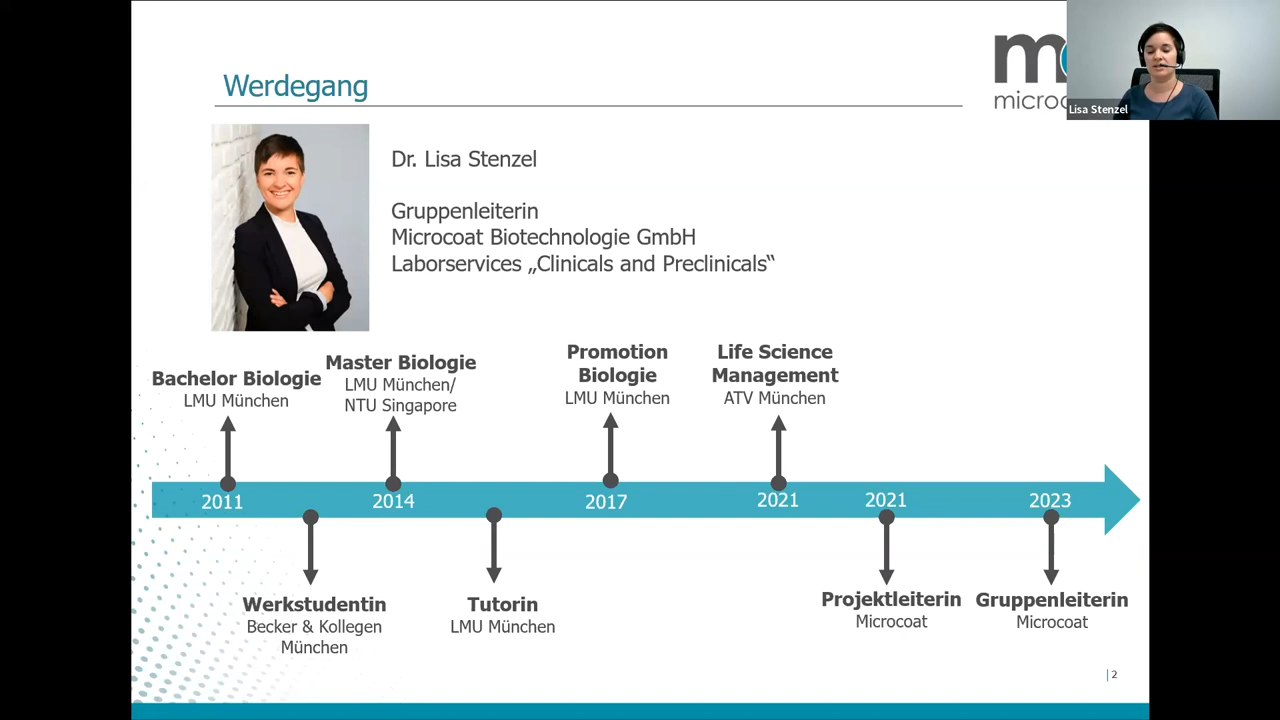 Werdegang
Lisa Stenzel
Dr. Lisa Stenzel
Gruppenleiterin
Microcoat Biotechnologie GmbH
Laborservices „Clinicals and Preclinicals“
Bachelor Biologie
LMU München
Master Biologie
LMU München/
NTU Singapore
Promotion
Biologie
LMU München
Life Science
Management
ATV München
2011
2014
2017
2021
2021
2023
Werkstudentin
Becker & Kollegen
München
Tutorin
LMU München
Projektleiterin
Microcoat
Gruppenleiterin
Microcoat
| 2